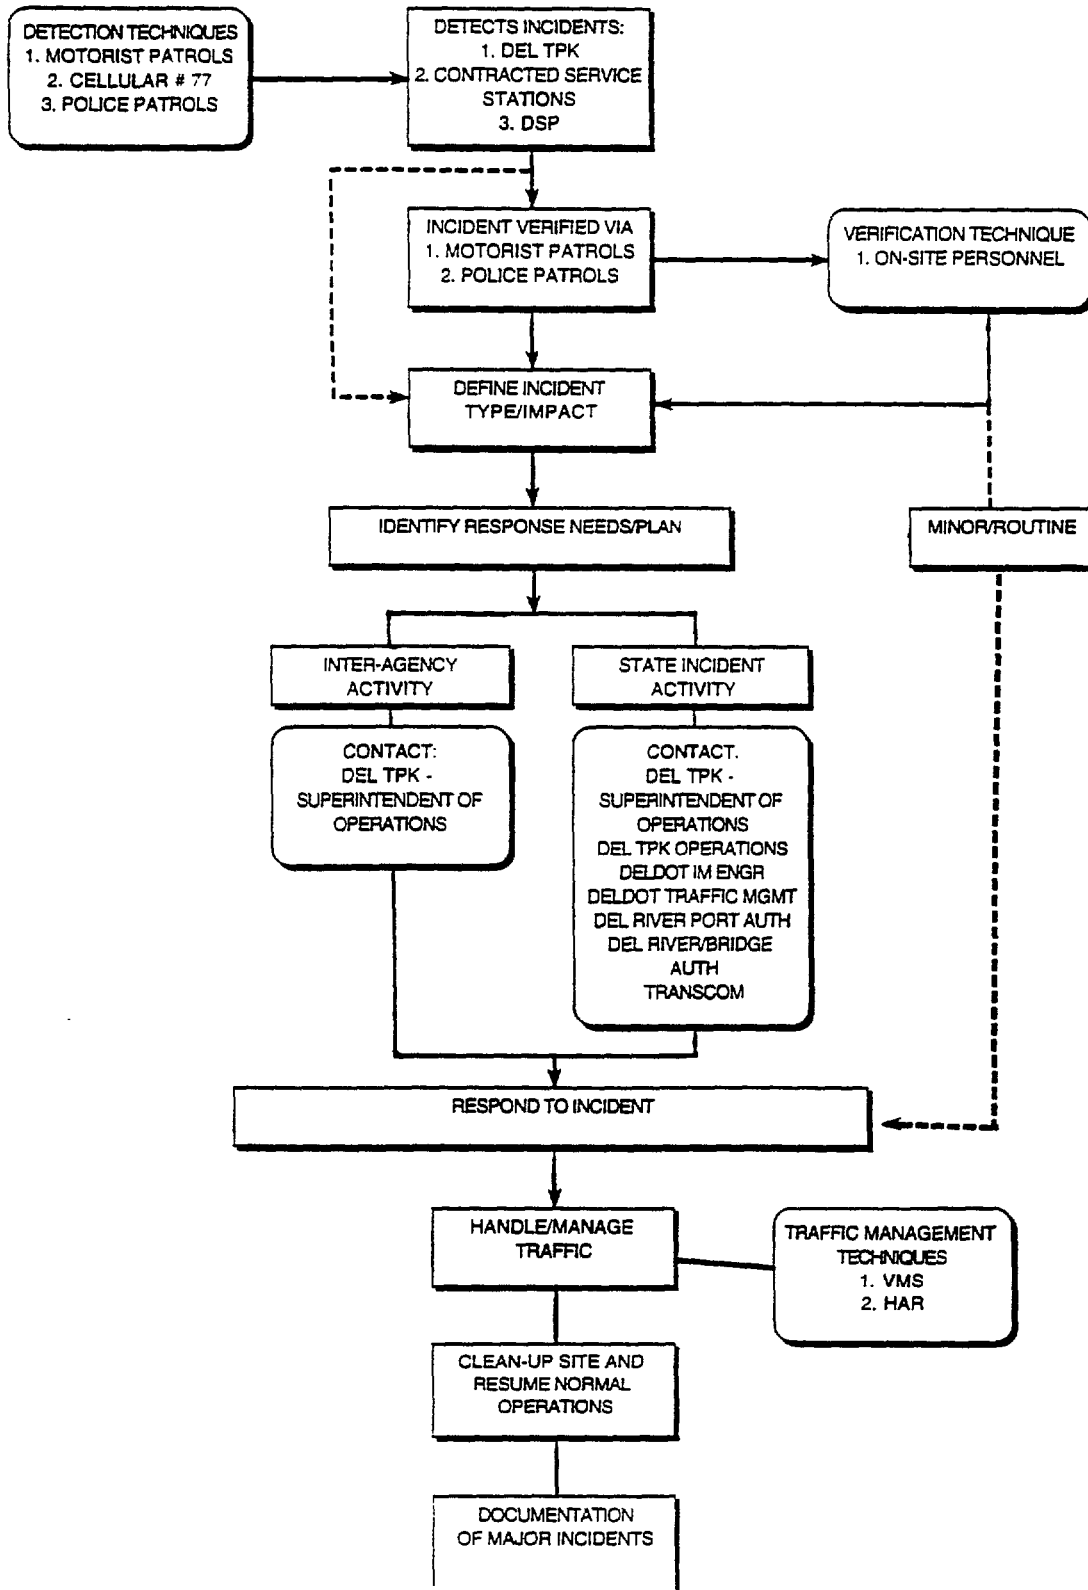 DETECTION TECHNIQUES
1. MOTORIST PATROLS
2. CELLULAR # 77
3. POLICE PATROLS
DETECTS INCIDENTS:
1. DEL TPK
2. CONTRACTED SERVICE
STATIONS
3. DSP
INCIDENT VERIFIED VIA
1. MOTORIST PATROLS
2. POLICE PATROLS
VERIFICATION TECHNIQUE
1. ON-SITE PERSONNEL
DEFINE INCIDENT
TYPE/IMPACT
IDENTIFY RESPONSE NEEDS/PLAN
MINOR/ROUTINE
INTER-AGENCY
ACTIVITY
STATE INCIDENT
ACTIVITY
CONTACT:
DEL TPK -
SUPERINTENDENT OF
OPERATIONS
CONTACT.
DEL TPK -
SUPERINTENDENT OF
OPERATIONS
DEL TPK OPERATIONS
DELDOT IM ENGR
DELDOT TRAFFIC MGMT
DEL RIVER PORT AUTH
DEL RIVER/BRIDGE
AUTH
TRANSCOM
RESPOND TO INCIDENT
HANDLE/MANAGE
TRAFFIC
TRAFFIC MANAGEMENT
TECHNIQUES
1. VMS
2. HAR
CLEAN-UP SITE AND
RESUME NORMAL
OPERATIONS
DOCUMENTATION
OF MAJOR INCIDENTS